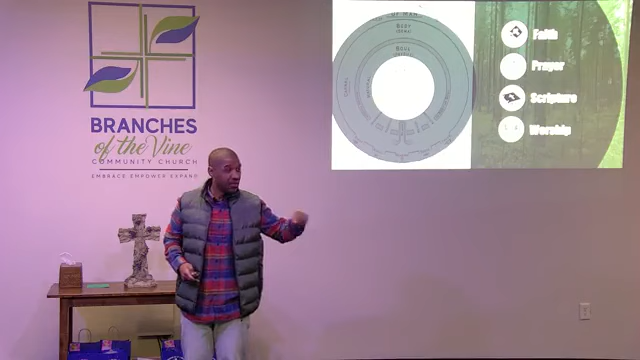 BRANCHES
of the Vine
COMMUNITY CHURCH
EMBRACE EMPOWER EXPAND
BODY
SOUL
Faith
Prayer
Scripture
Worship